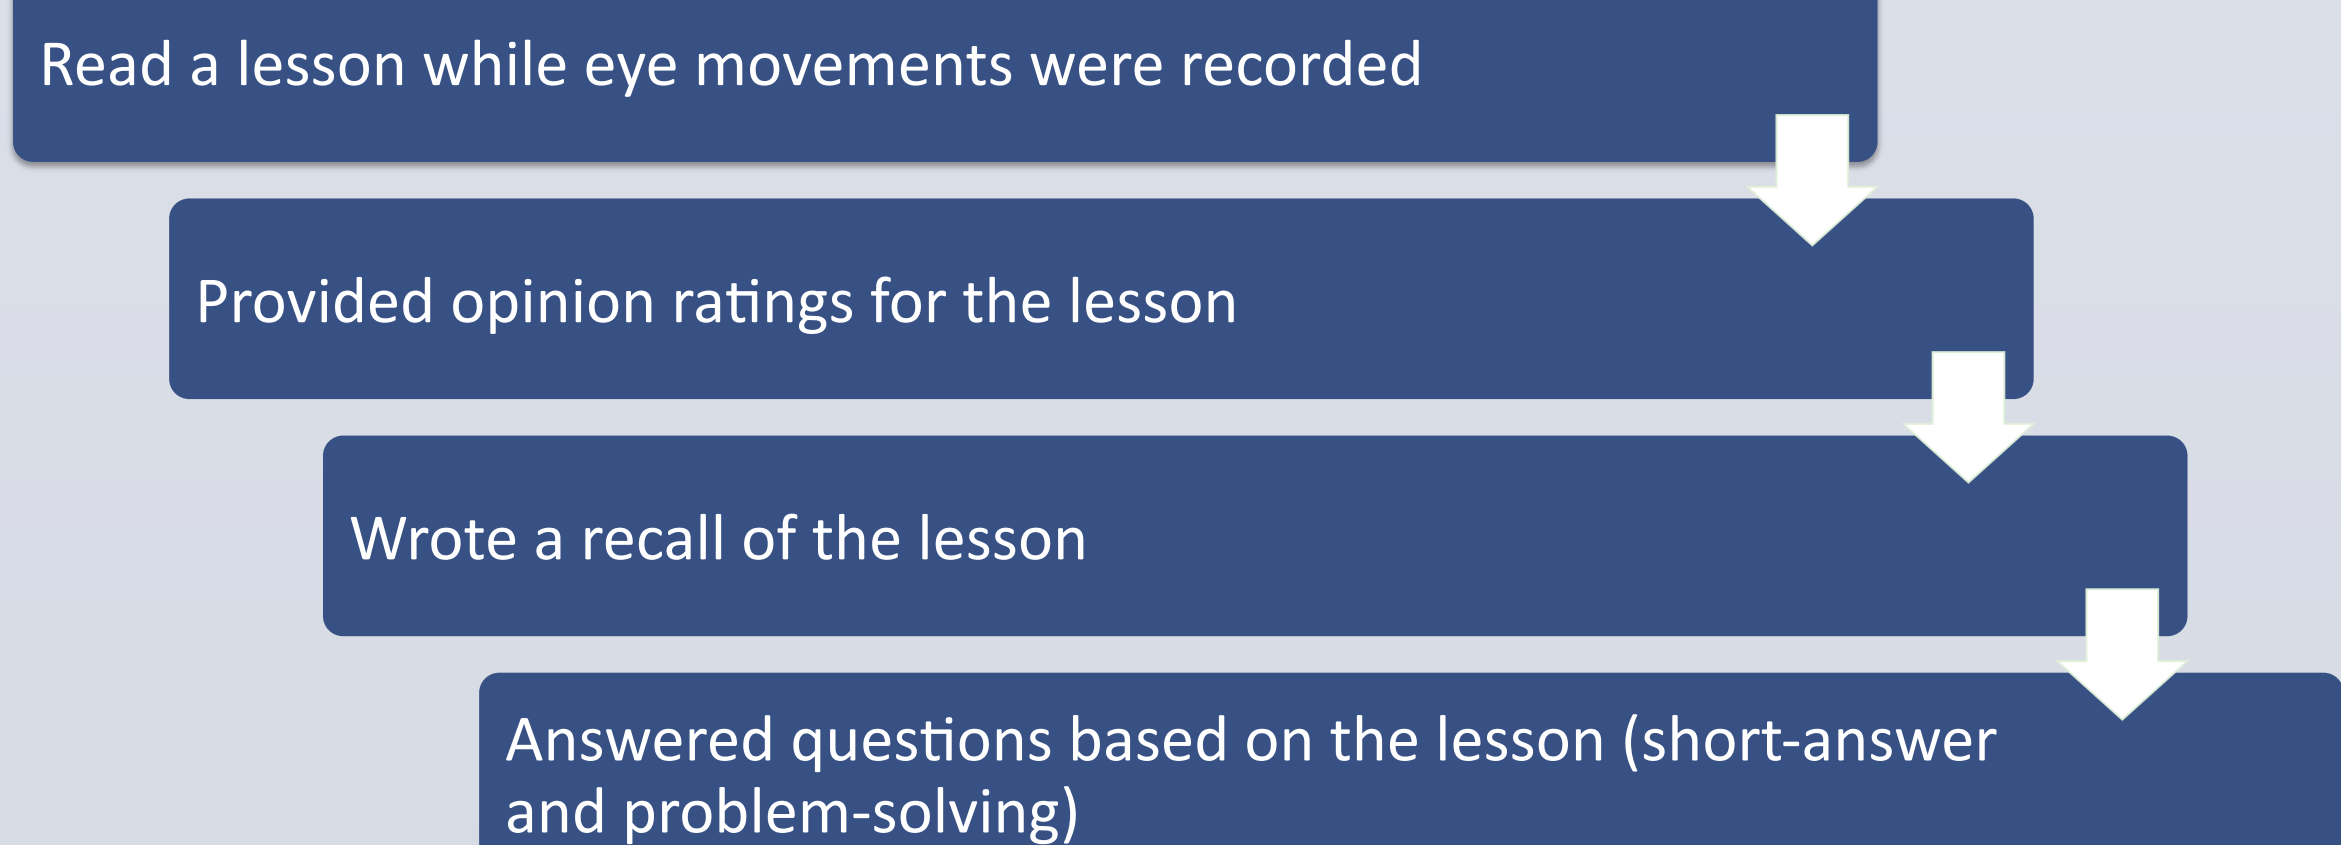 Read a lesson while eye movements were recorded
Provided opinion ratings for the lesson
Wrote a recall of the lesson
Answered questions based on the lesson (short-answer
and problem-solving)